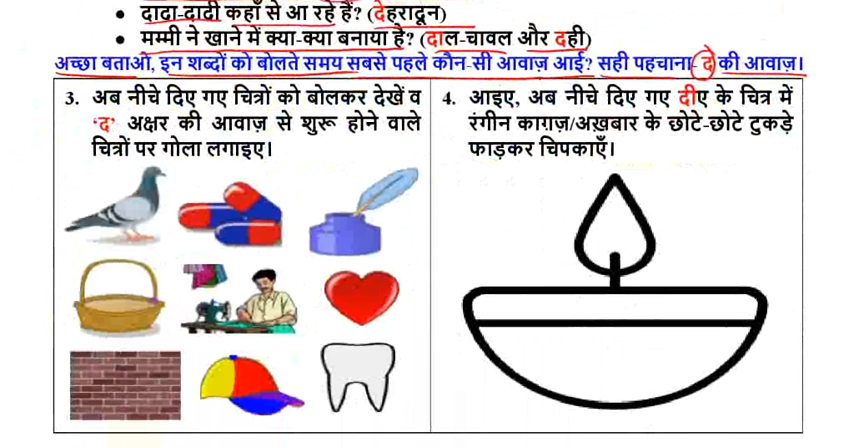 दादा-दादी कहाँ से आ रहे हैं? (देहरादून)
मम्मी ने खाने में क्या-क्या बनाया है? (दाल-चावल और दही)
अच्छा बताओ, इन शब्दों को बोलते समय सबसे पहले कौन-सी आवाज़ आई? सही पहचाना- द की आवाज़।
3. अब नीचे दिए गए चित्रों को बोलकर देखें व
'द' अक्षर की आवाज़ से शुरू होने वाले
चित्रों पर गोला लगाइए।
4. आइए, अब नीचे दिए गए दीए के चित्र में
रंगीन कागज़/अख़बार के छोटे-छोटे टुकड़े
फाड़कर चिपकाएँ।